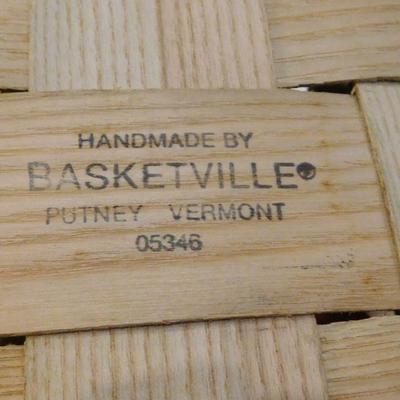 HANDMADE BY
BASKETVILLE®
PUTNEY VERMONT
05346